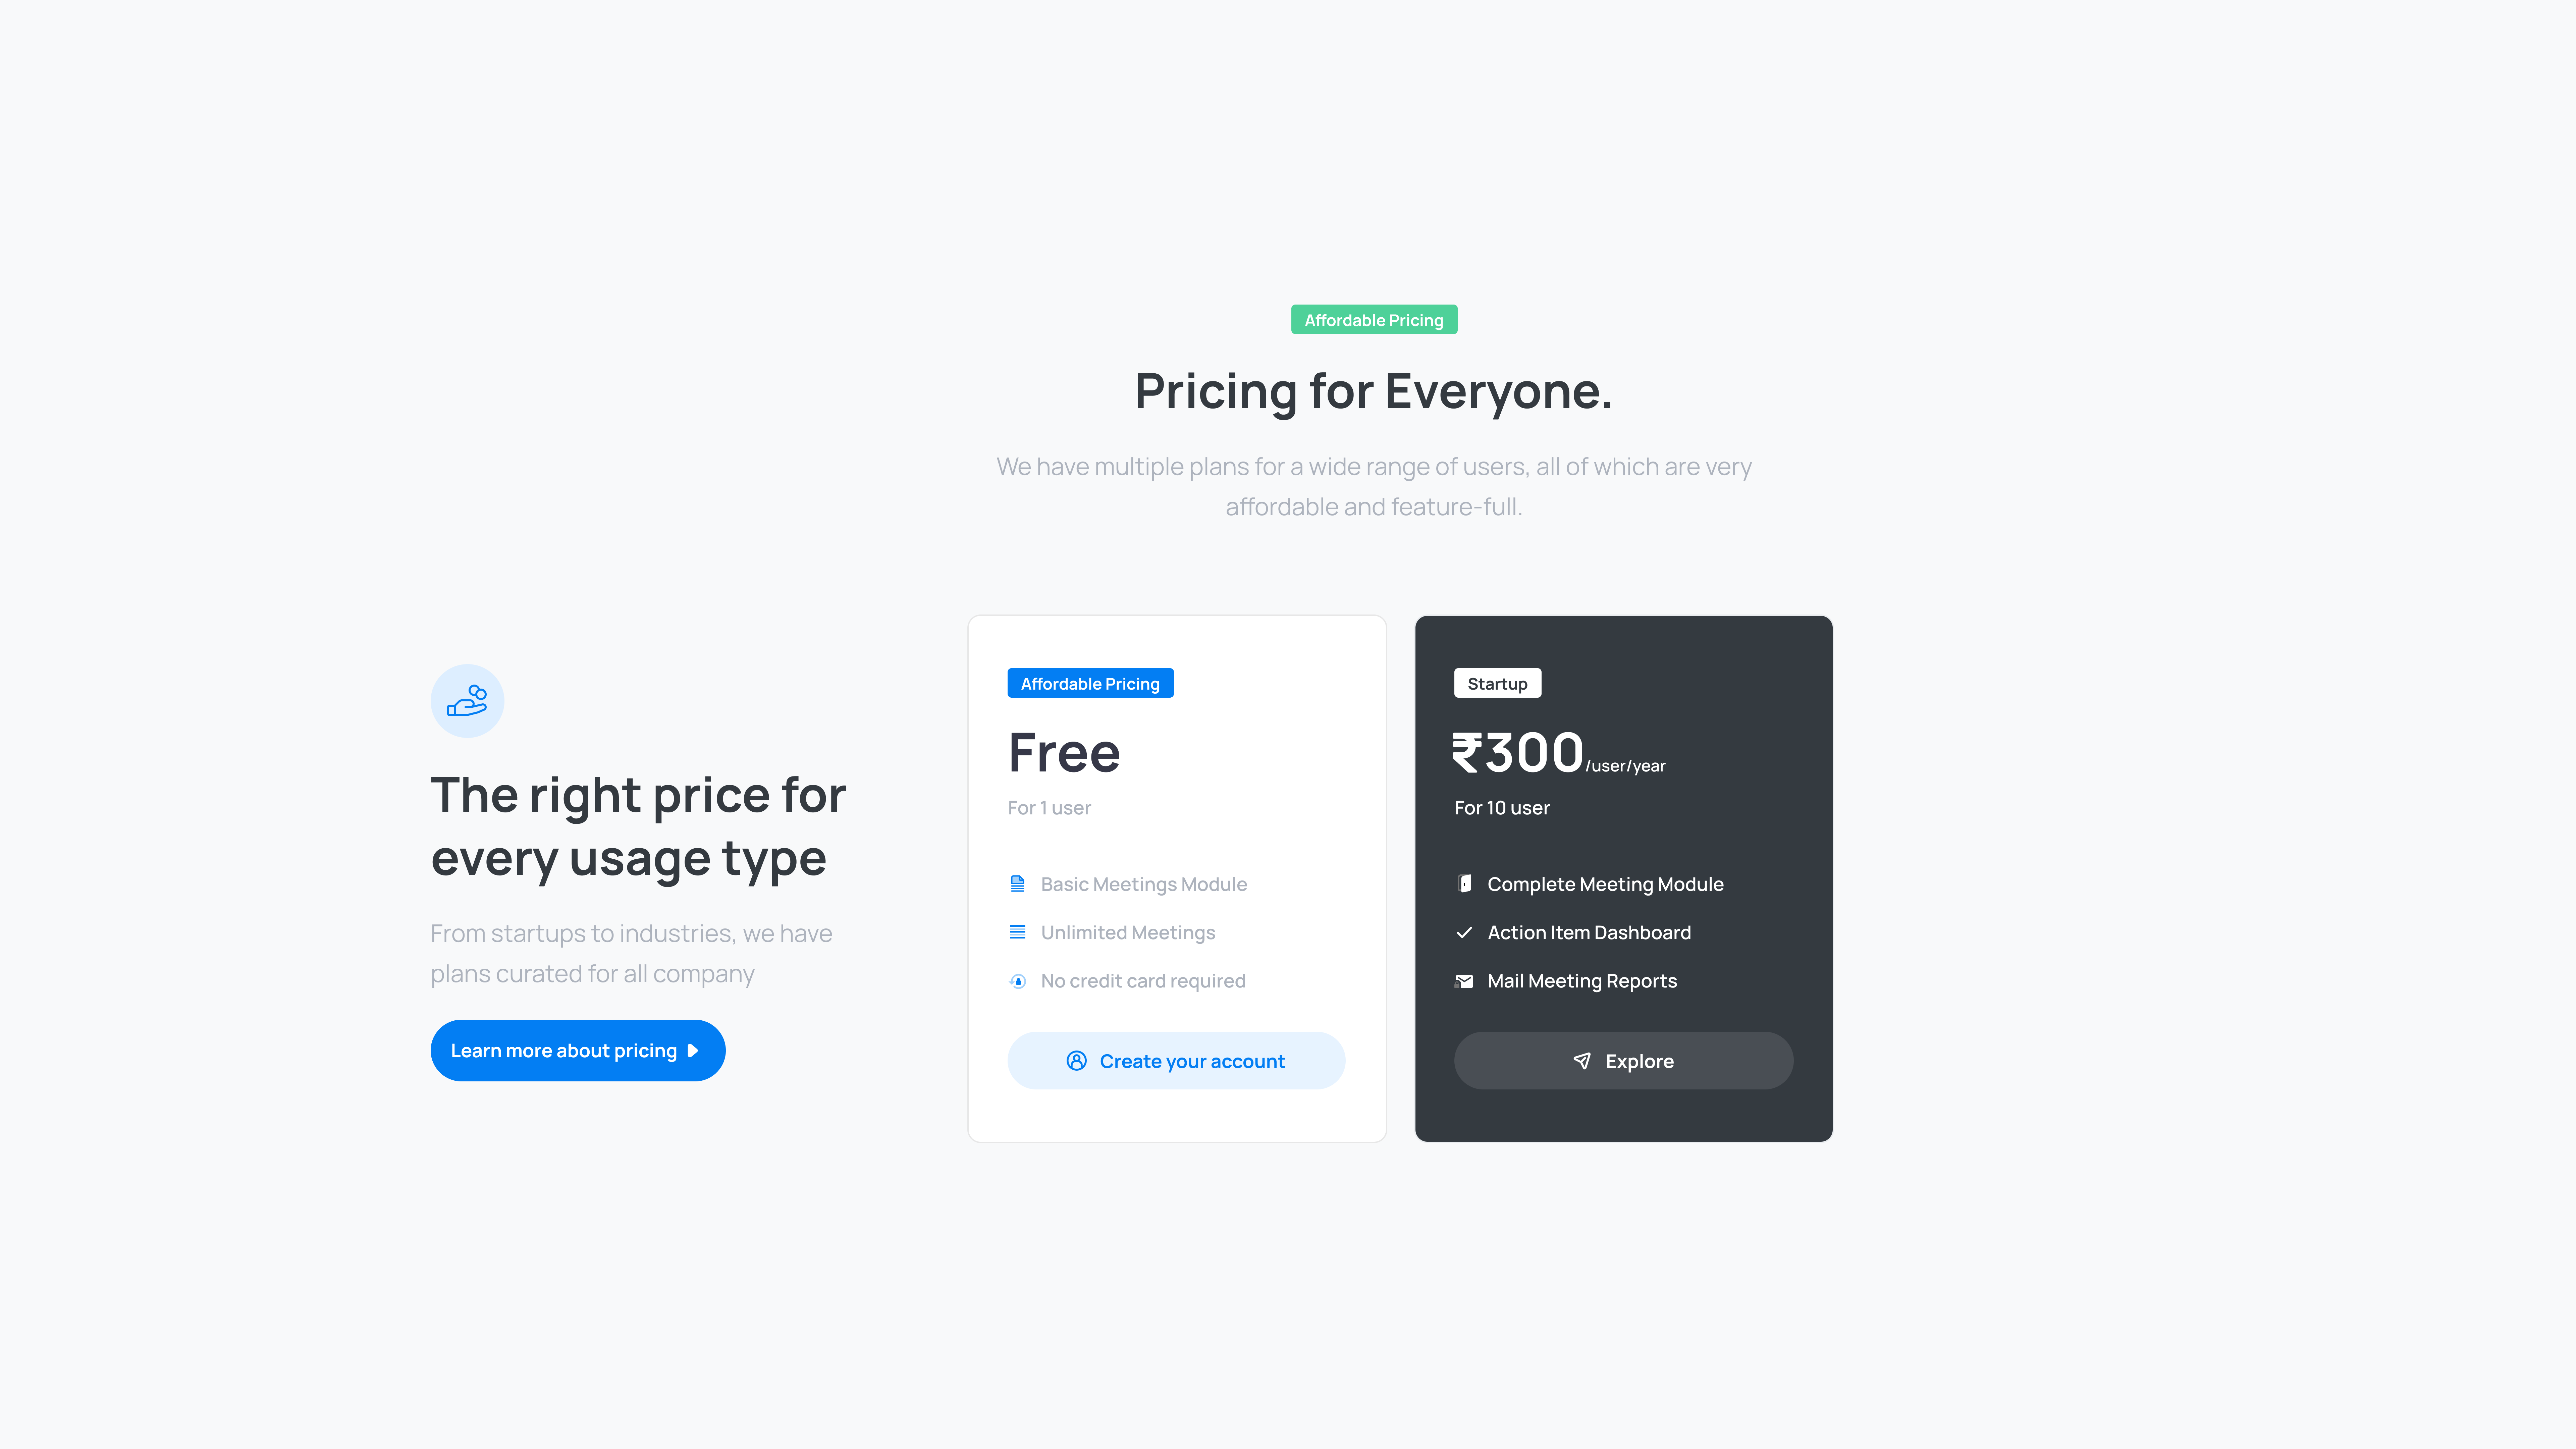 Affordable Pricing
Pricing for Everyone.
We have multiple plans for a wide range of users, all of which are very
affordable and feature-full.
The right price for
every usage type
From startups to industries, we have
plans curated for all company
Learn more about pricing
Affordable Pricing
Free
For 1 user
Basic Meetings Module
Unlimited Meetings
No credit card required
Create your account
Startup
₹300/user/year
For 10 user
Complete Meeting Module
Action Item Dashboard
Mail Meeting Reports
Explore